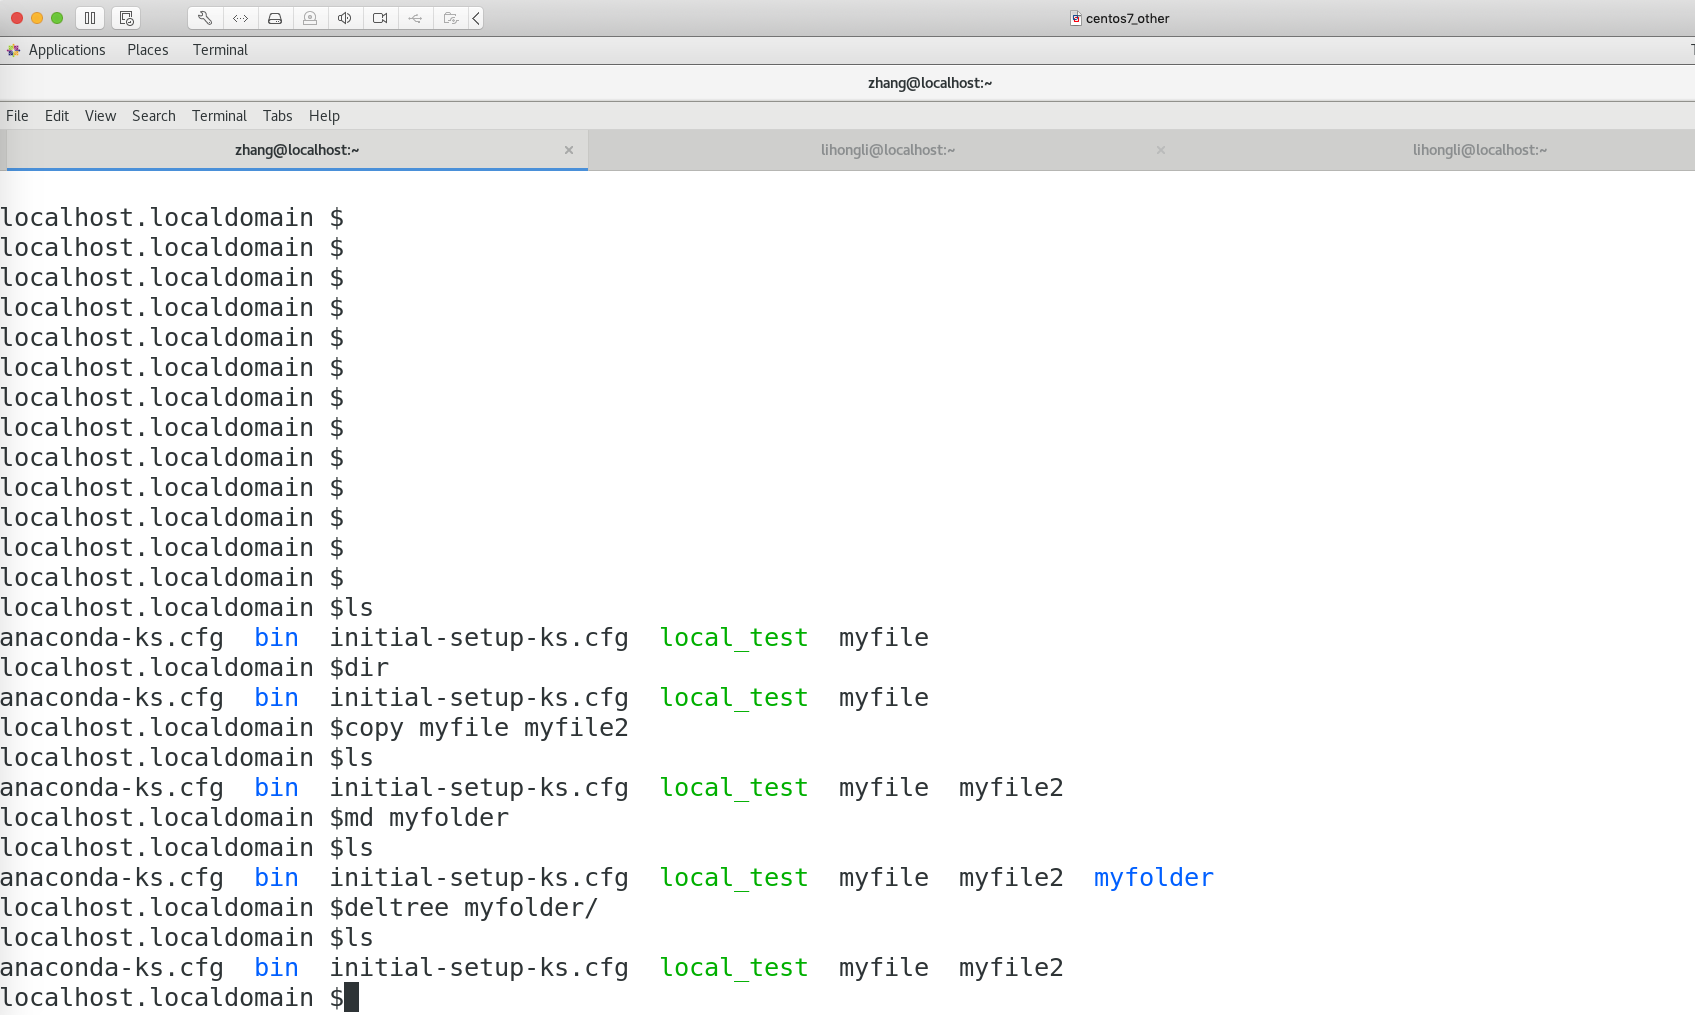 centos7_other
Applications Places Terminal
zhang@localhost:~
File Edit View Search Terminal Tabs Help
zhang@localhost:~ × lihongli@localhost:~ × lihongli@localhost:~
localhost.localdomain $
localhost.localdomain $
localhost.localdomain $
localhost.localdomain $
localhost.localdomain $
localhost.localdomain $
localhost.localdomain $
localhost.localdomain $
localhost.localdomain $
localhost.localdomain $
localhost.localdomain $
localhost.localdomain $
localhost.localdomain $
localhost.localdomain $ls
anaconda-ks.cfg  bin  initial-setup-ks.cfg  local_test  myfile
localhost.localdomain $dir
anaconda-ks.cfg  bin  initial-setup-ks.cfg  local_test  myfile
localhost.localdomain $copy myfile myfile2
localhost.localdomain $ls
anaconda-ks.cfg  bin  initial-setup-ks.cfg  local_test  myfile  myfile2
localhost.localdomain $md myfolder
localhost.localdomain $ls
anaconda-ks.cfg  bin  initial-setup-ks.cfg  local_test  myfile  myfile2  myfolder
localhost.localdomain $deltree myfolder/
localhost.localdomain $ls
anaconda-ks.cfg  bin  initial-setup-ks.cfg  local_test  myfile  myfile2
localhost.localdomain $